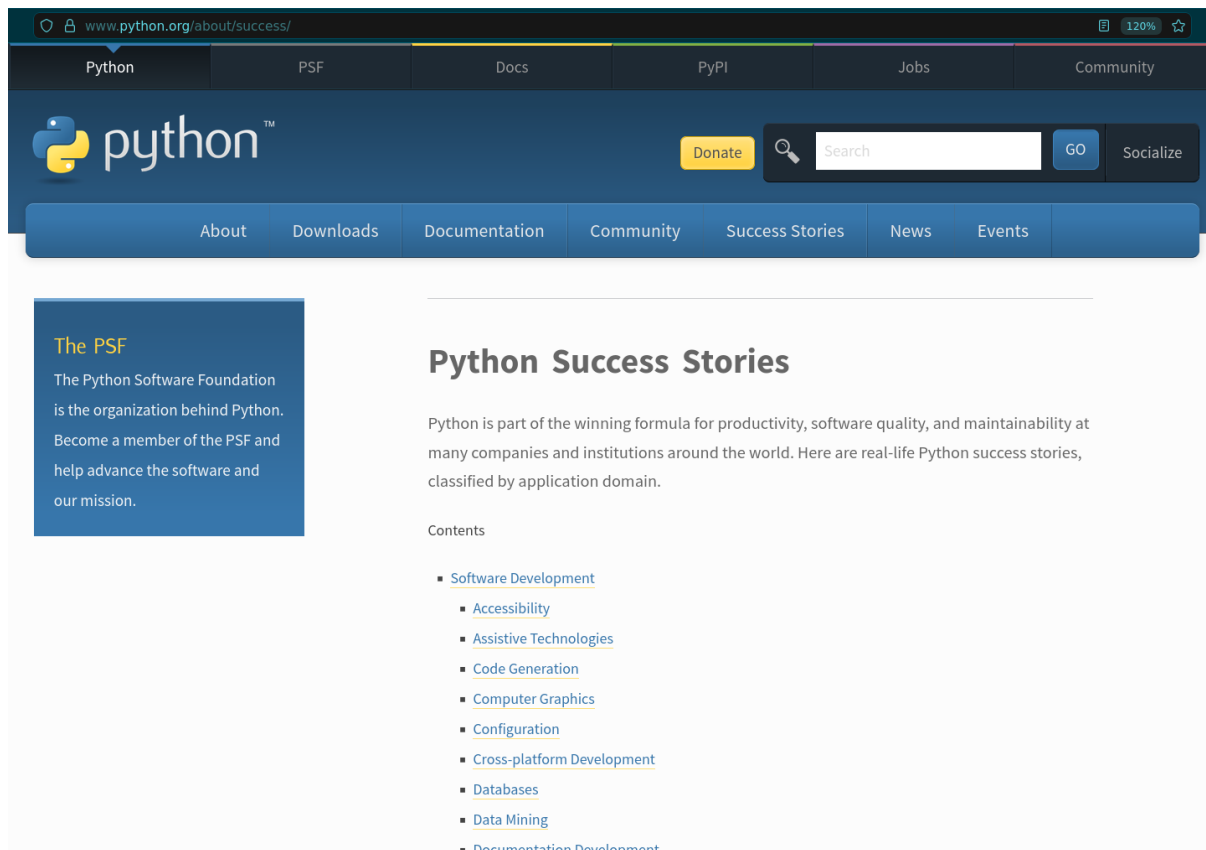 www.python.org/about/success/
120%
Python
PSF
Docs
PyPI
Jobs
Community
python™
Donate
Search
GO
Socialize
About
Downloads
Documentation
Community
Success Stories
News
Events
The PSF
The Python Software Foundation
is the organization behind Python.
Become a member of the PSF and
help advance the software and
our mission.
Python Success Stories
Python is part of the winning formula for productivity, software quality, and maintainability at
many companies and institutions around the world. Here are real-life Python success stories,
classified by application domain.
Contents
Software Development
Accessibility
Assistive Technologies
Code Generation
Computer Graphics
Configuration
Cross-platform Development
Databases
Data Mining
Documentation Development